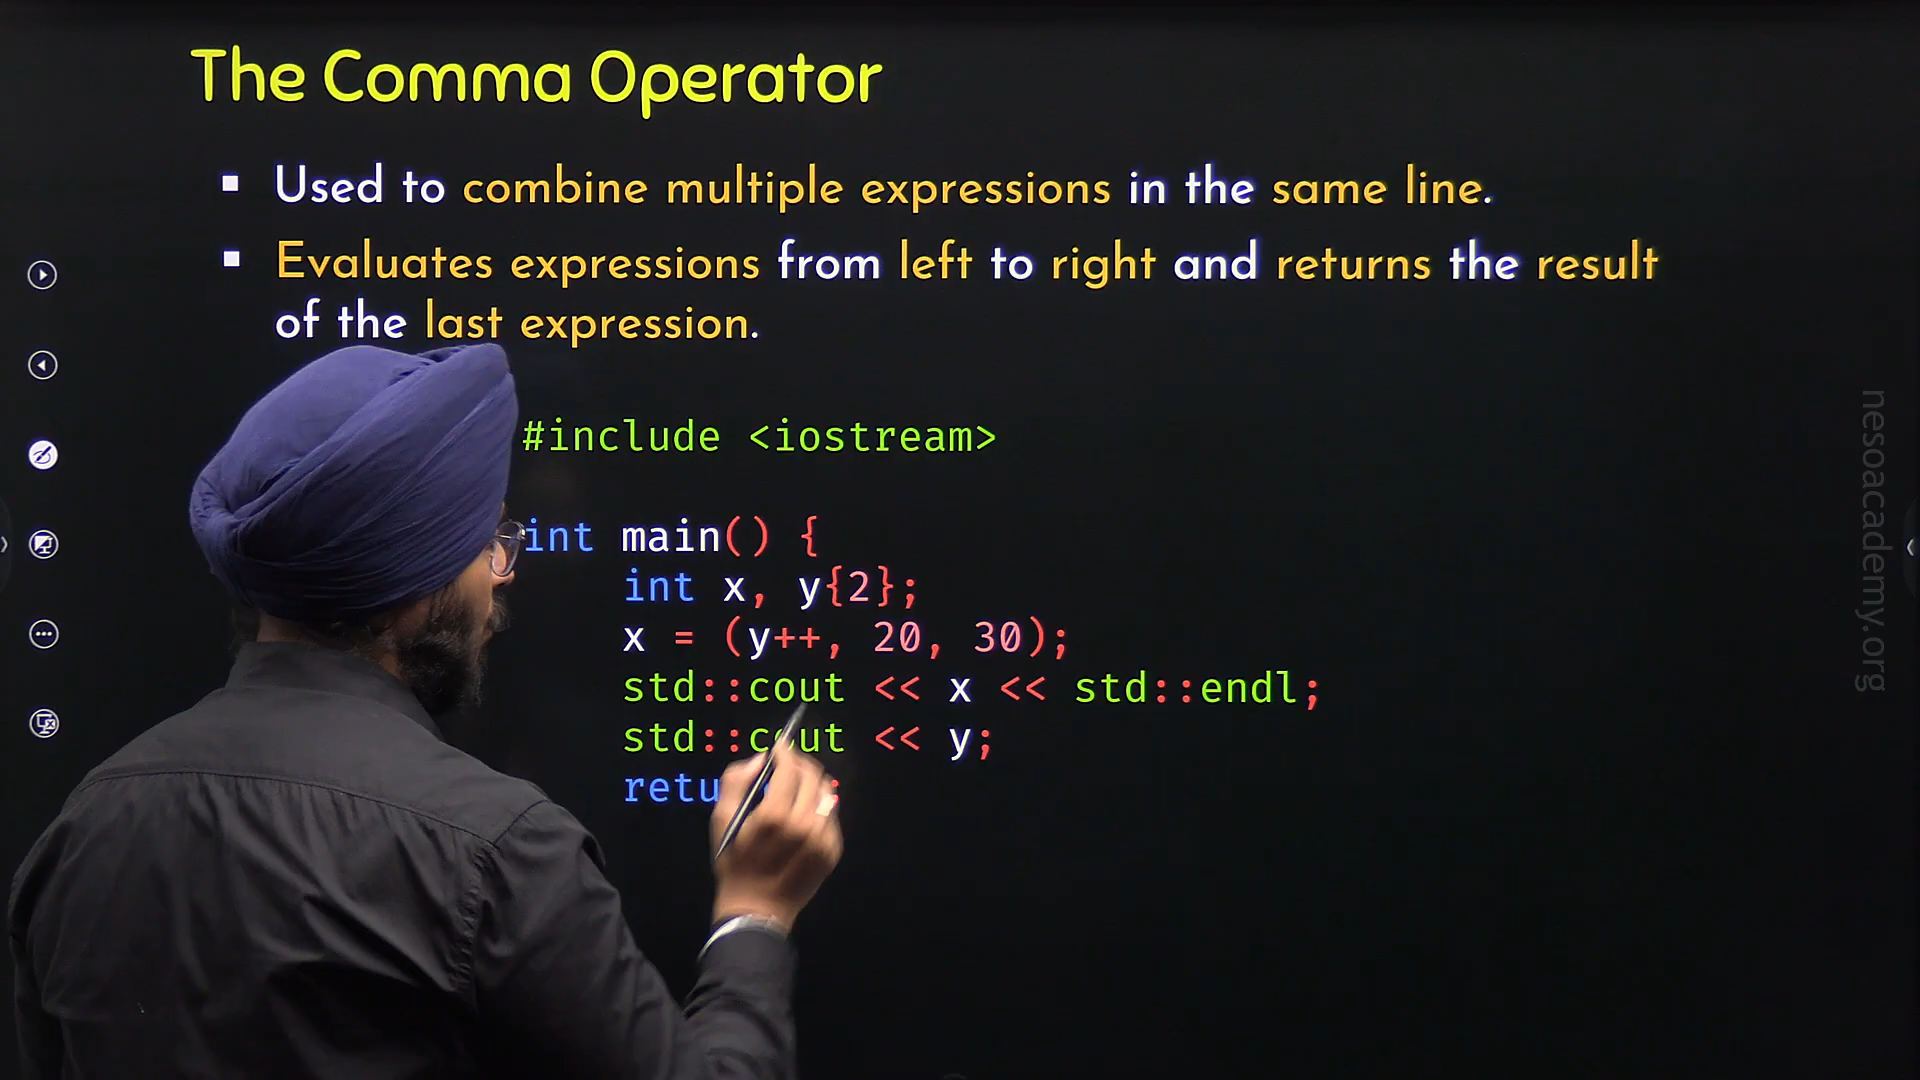 The Comma Operator
▪ Used to combine multiple expressions in the same line.
▪ Evaluates expressions from left to right and returns the result
of the last expression.
#include <iostream>
int main() {
int x, y{2};
x = (y++, 20, 30);
std::cout << x << std::endl;
std::cout << y;
retu
nesoacademy.org